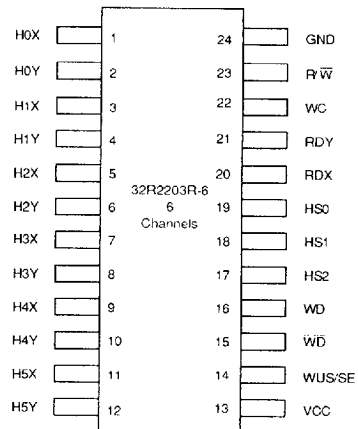 H0X 1 24 GND
H0Y 2 23 R/W̅
H1X 3 22 WC
H1Y 4 21 RDY
H2X 5 20 RDX
32R2203R-6
H2Y 6 6 19 HS0
Channels
H3X 7 18 HS1
H3Y 8 17 HS2
H4X 9 16 WD
H4Y 10 15 W̅D̅
H5X 11 14 WUS/SE
H5Y 12 13 VCC